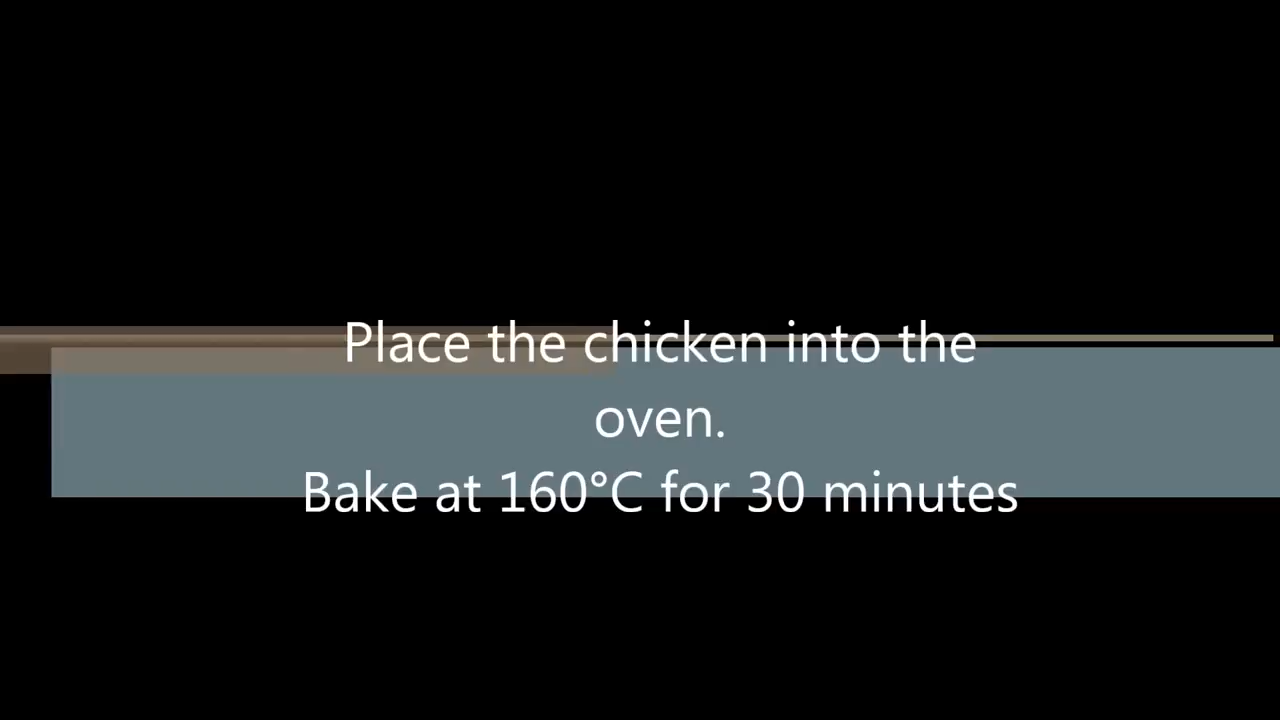 Place the chicken into the
oven.
Bake at 160°C for 30 minutes